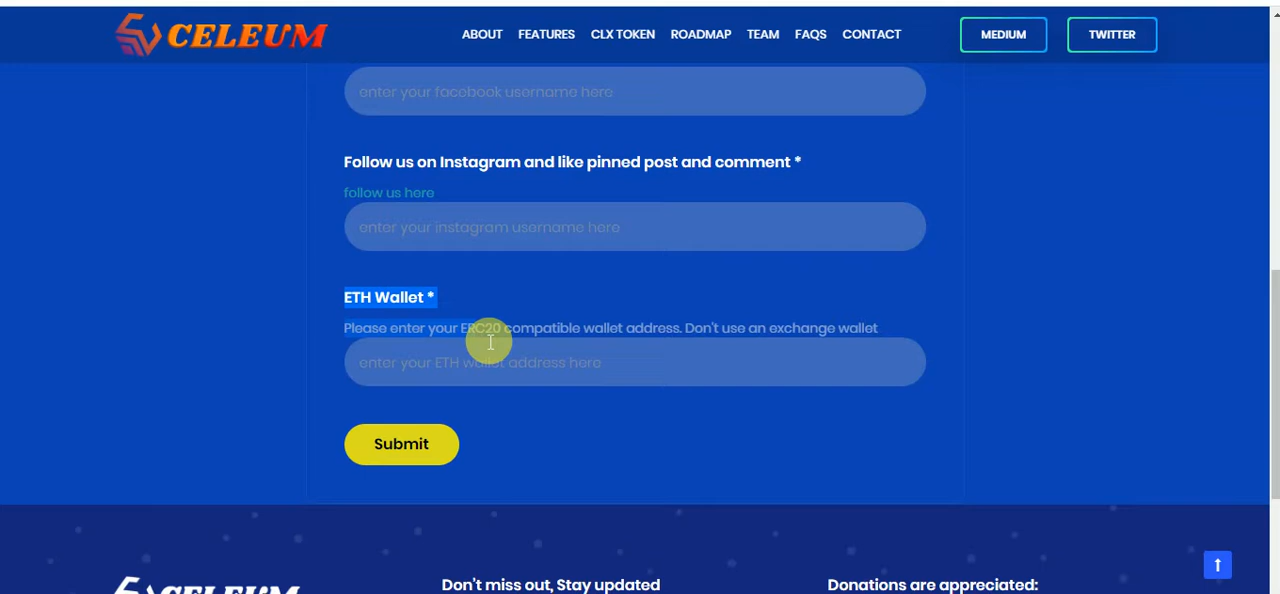 CELEUM
ABOUT FEATURES CLX TOKEN ROADMAP TEAM FAQS CONTACT MEDIUM TWITTER
enter your facebook username here
Follow us on Instagram and like pinned post and comment *
follow us here
enter your instagram username here
ETH Wallet *
Please enter your ERC20 compatible wallet address. Don't use an exchange wallet
enter your ETH wallet address here
Submit
CELEUM
Don't miss out, Stay updated
Donations are appreciated: